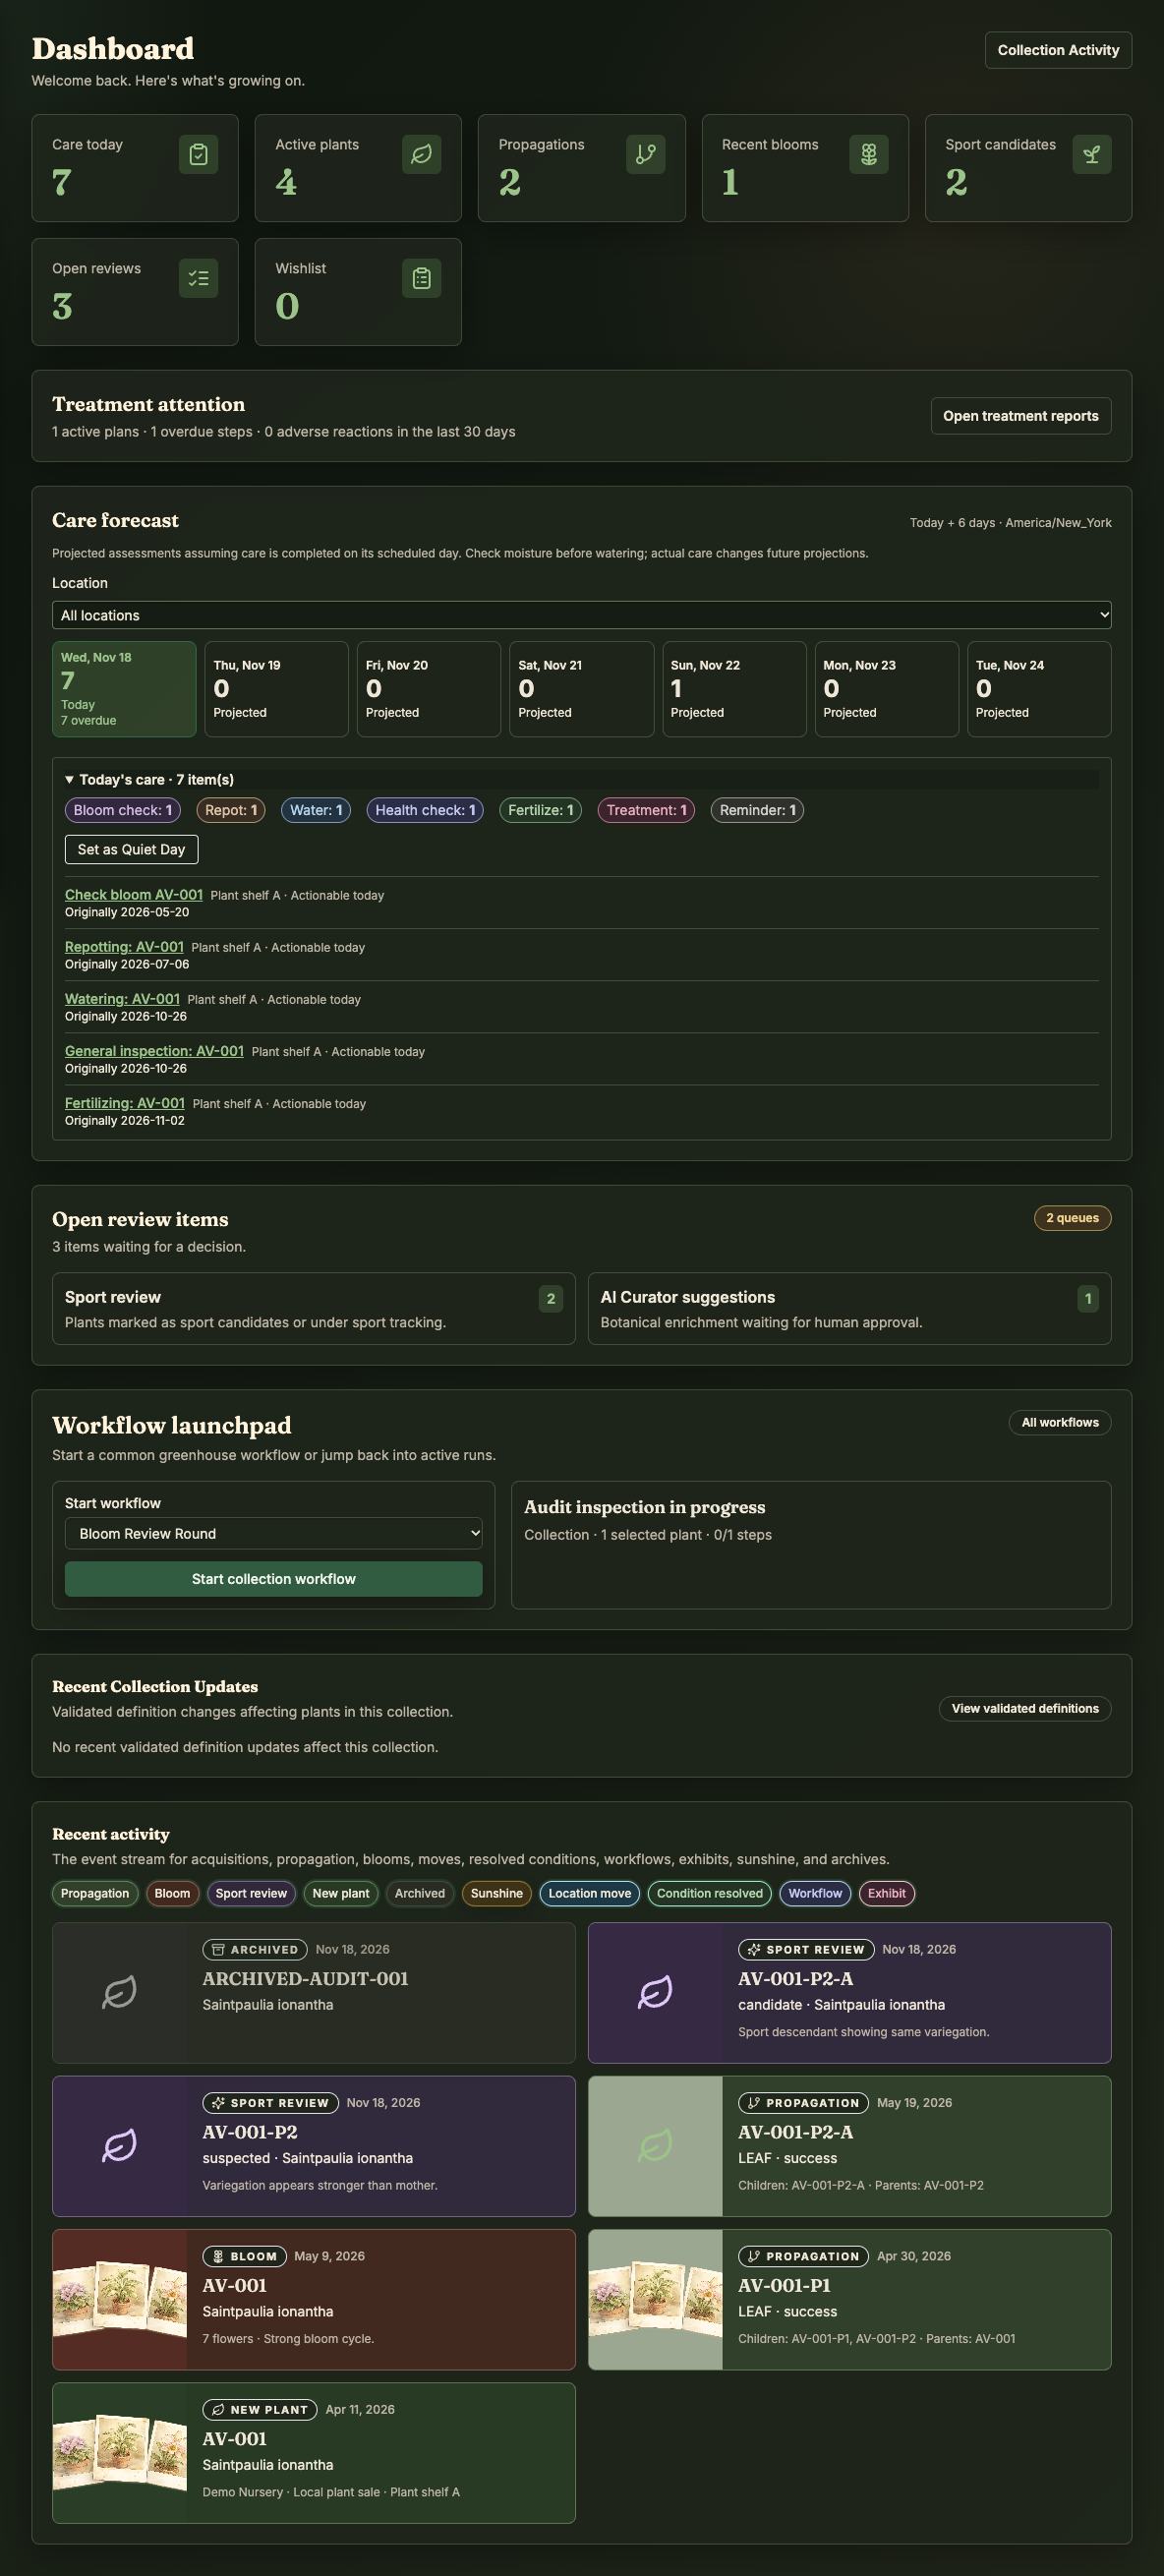 Dashboard
Collection Activity
Welcome back. Here's what's growing on.
Care today
7
Active plants
4
Propagations
2
Recent blooms
1
Sport candidates
2
Open reviews
3
Wishlist
0
Treatment attention
1 active plans · 1 overdue steps · 0 adverse reactions in the last 30 days
Open treatment reports
Care forecast
Today + 6 days · America/New_York
Projected assessments assuming care is completed on its scheduled day. Check moisture before watering; actual care changes future projections.
Location
All locations
Wed, Nov 18
7
Today
7 overdue
Thu, Nov 19
0
Projected
Fri, Nov 20
0
Projected
Sat, Nov 21
0
Projected
Sun, Nov 22
1
Projected
Mon, Nov 23
0
Projected
Tue, Nov 24
0
Projected
Today's care · 7 item(s)
Bloom check: 1
Repot: 1
Water: 1
Health check: 1
Fertilize: 1
Treatment: 1
Reminder: 1
Set as Quiet Day
Check bloom AV-001 Plant shelf A · Actionable today
Originally 2026-05-20
Repotting: AV-001 Plant shelf A · Actionable today
Originally 2026-07-06
Watering: AV-001 Plant shelf A · Actionable today
Originally 2026-10-26
General inspection: AV-001 Plant shelf A · Actionable today
Originally 2026-10-26
Fertilizing: AV-001 Plant shelf A · Actionable today
Originally 2026-11-02
Open review items
2 queues
3 items waiting for a decision.
Sport review
2
Plants marked as sport candidates or under sport tracking.
AI Curator suggestions
1
Botanical enrichment waiting for human approval.
Workflow launchpad
All workflows
Start a common greenhouse workflow or jump back into active runs.
Start workflow
Bloom Review Round
Start collection workflow
Audit inspection in progress
Collection · 1 selected plant · 0/1 steps
Recent Collection Updates
Validated definition changes affecting plants in this collection.
View validated definitions
No recent validated definition updates affect this collection.
Recent activity
The event stream for acquisitions, propagation, blooms, moves, resolved conditions, workflows, exhibits, sunshine, and archives.
Propagation
Bloom
Sport review
New plant
Archived
Sunshine
Location move
Condition resolved
Workflow
Exhibit
ARCHIVED Nov 18, 2026
ARCHIVED-AUDIT-001
Saintpaulia ionantha
SPORT REVIEW Nov 18, 2026
AV-001-P2-A
candidate · Saintpaulia ionantha
Sport descendant showing same variegation.
SPORT REVIEW Nov 18, 2026
AV-001-P2
suspected · Saintpaulia ionantha
Variegation appears stronger than mother.
PROPAGATION May 19, 2026
AV-001-P2-A
LEAF · success
Children: AV-001-P2-A · Parents: AV-001-P2
BLOOM May 9, 2026
AV-001
Saintpaulia ionantha
7 flowers · Strong bloom cycle.
PROPAGATION Apr 30, 2026
AV-001-P1
LEAF · success
Children: AV-001-P1, AV-001-P2 · Parents: AV-001
NEW PLANT Apr 11, 2026
AV-001
Saintpaulia ionantha
Demo Nursery · Local plant sale · Plant shelf A